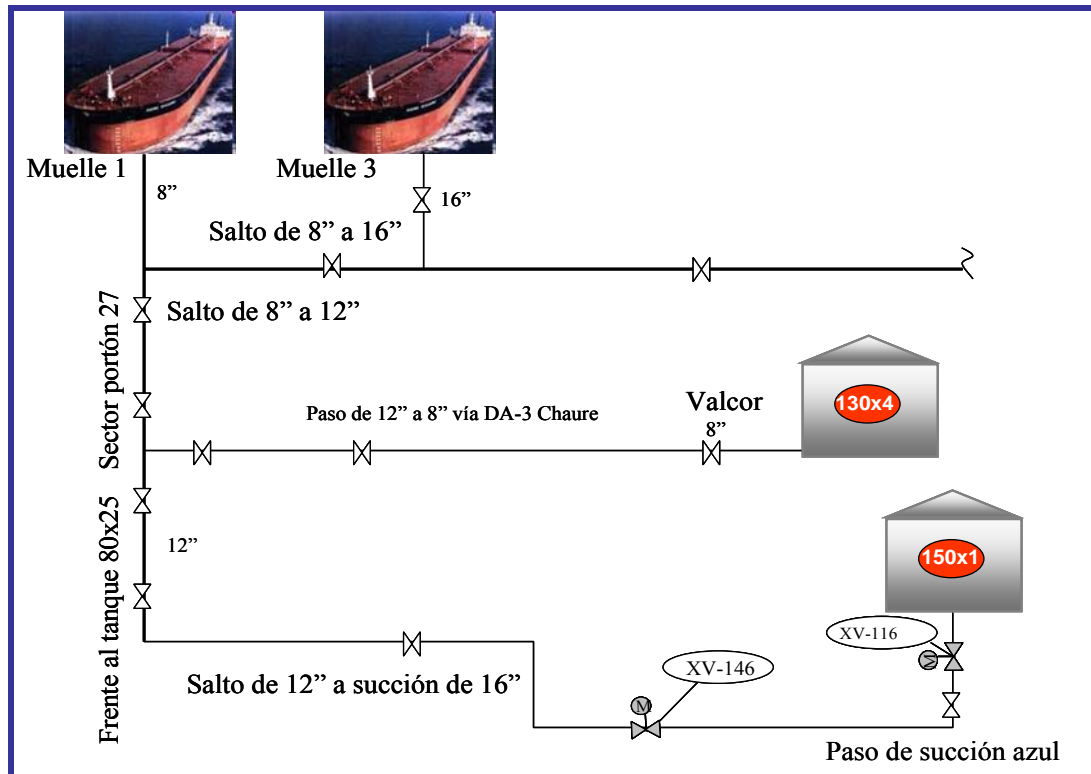 Muelle 1
Muelle 3
8”
16”
Salto de 8” a 16”
Salto de 8” a 12”
Sector portón 27
130x4
Paso de 12” a 8” vía DA-3 Chaure
Valcor
8”
Frente al tanque 80x25
12”
150x1
XV-116
M
XV-146
M
Salto de 12” a succión de 16”
Paso de succión azul